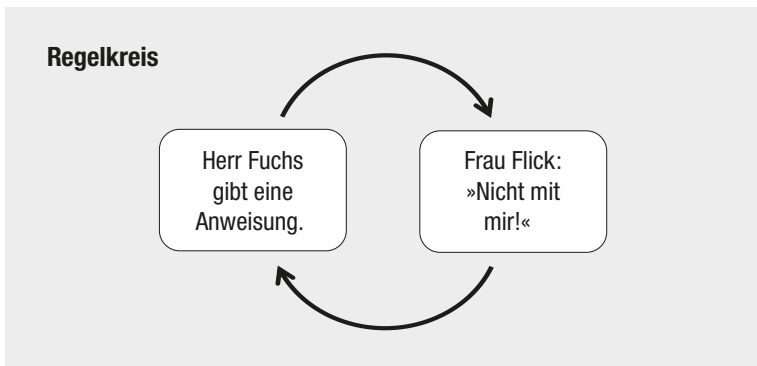 Regelkreis
Herr Fuchs
gibt eine
Anweisung.
Frau Flick:
»Nicht mit
mir!«